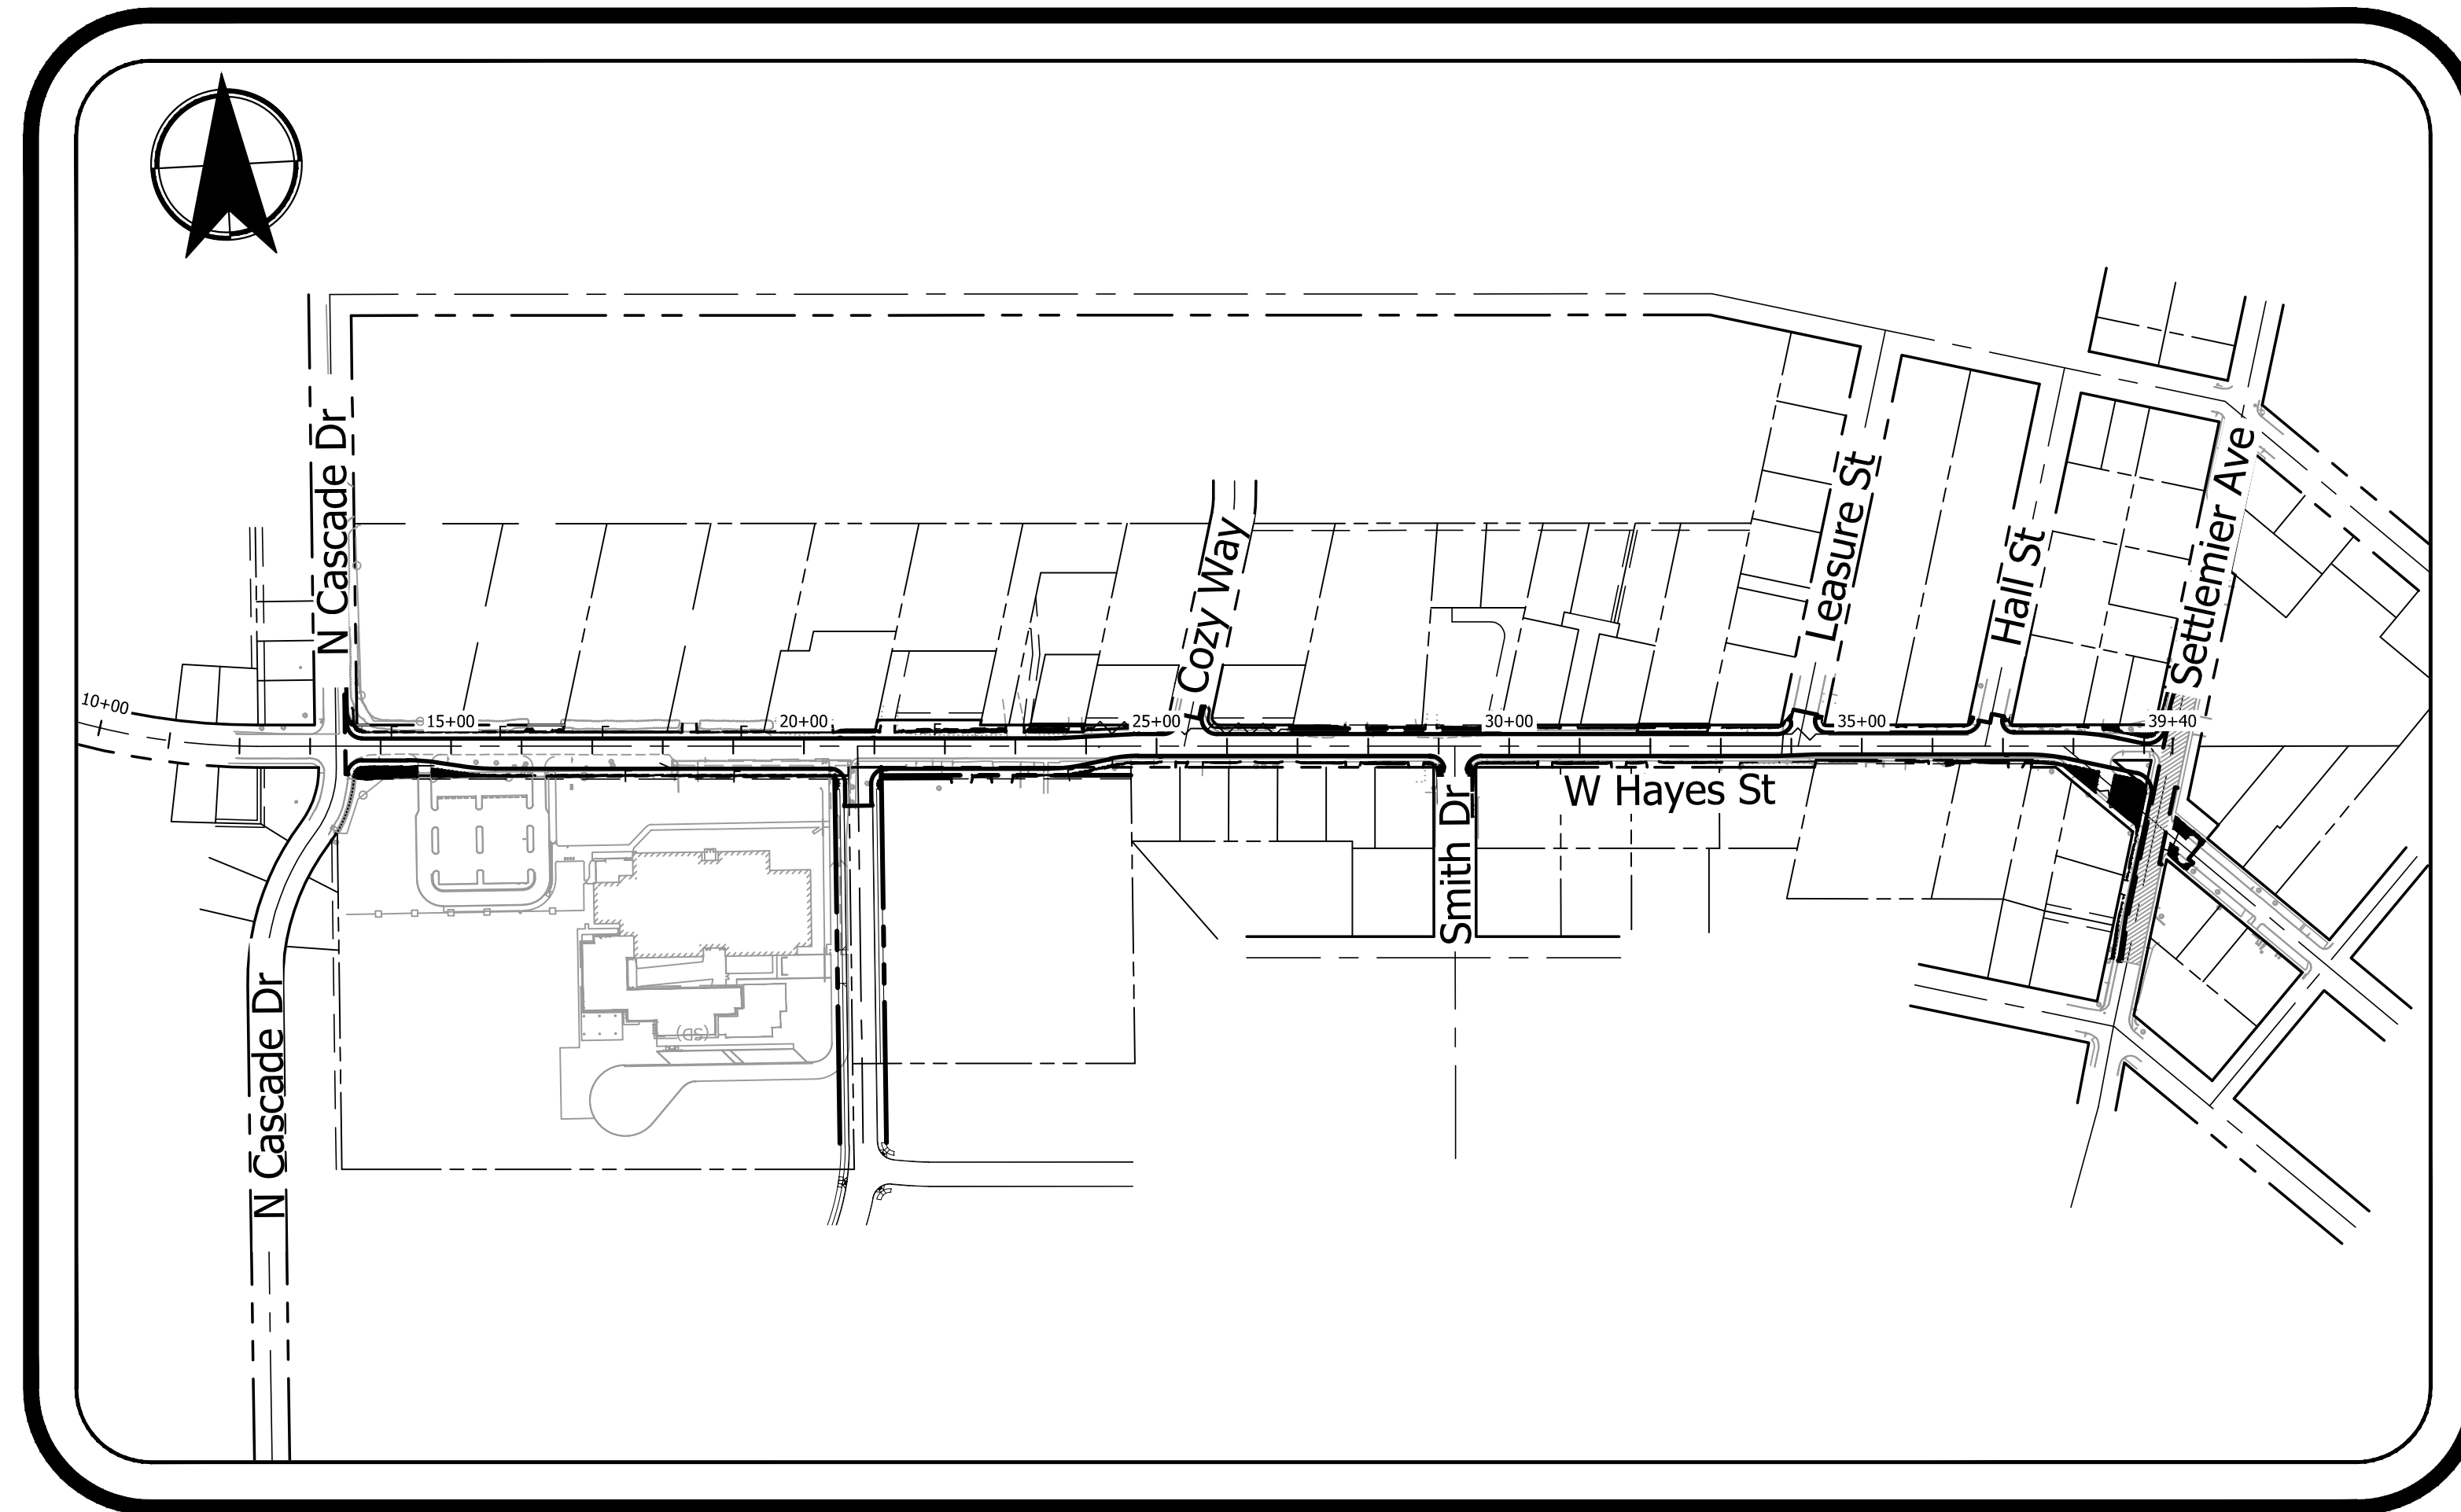 N Cascade Dr
Cozy Way
Leasure St
Hall St
Settlemier Ave
10+00
15+00
20+00
25+00
30+00
35+00
39+40
W Hayes St
Smith Dr
N Cascade Dr
(SD)